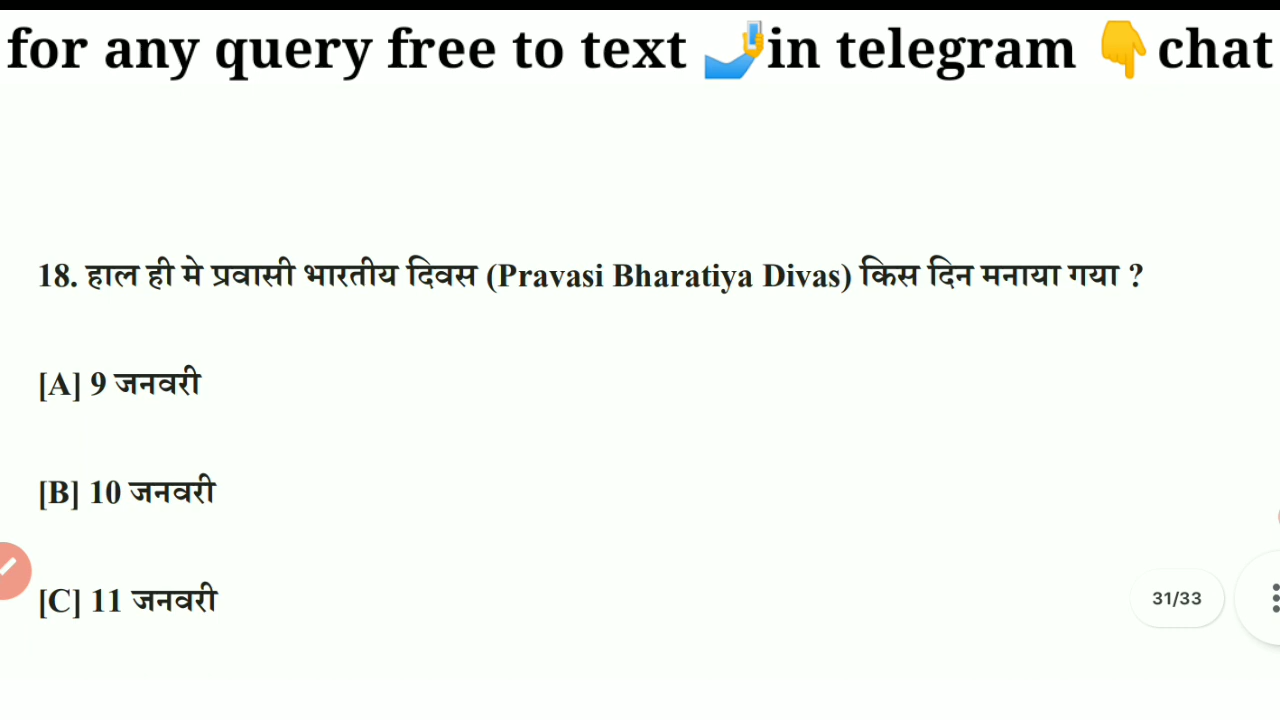 for any query free to text 🤳in telegram 👇chat
18. हाल ही मे प्रवासी भारतीय दिवस (Pravasi Bharatiya Divas) किस दिन मनाया गया ?
[A] 9 जनवरी
[B] 10 जनवरी
[C] 11 जनवरी
31/33